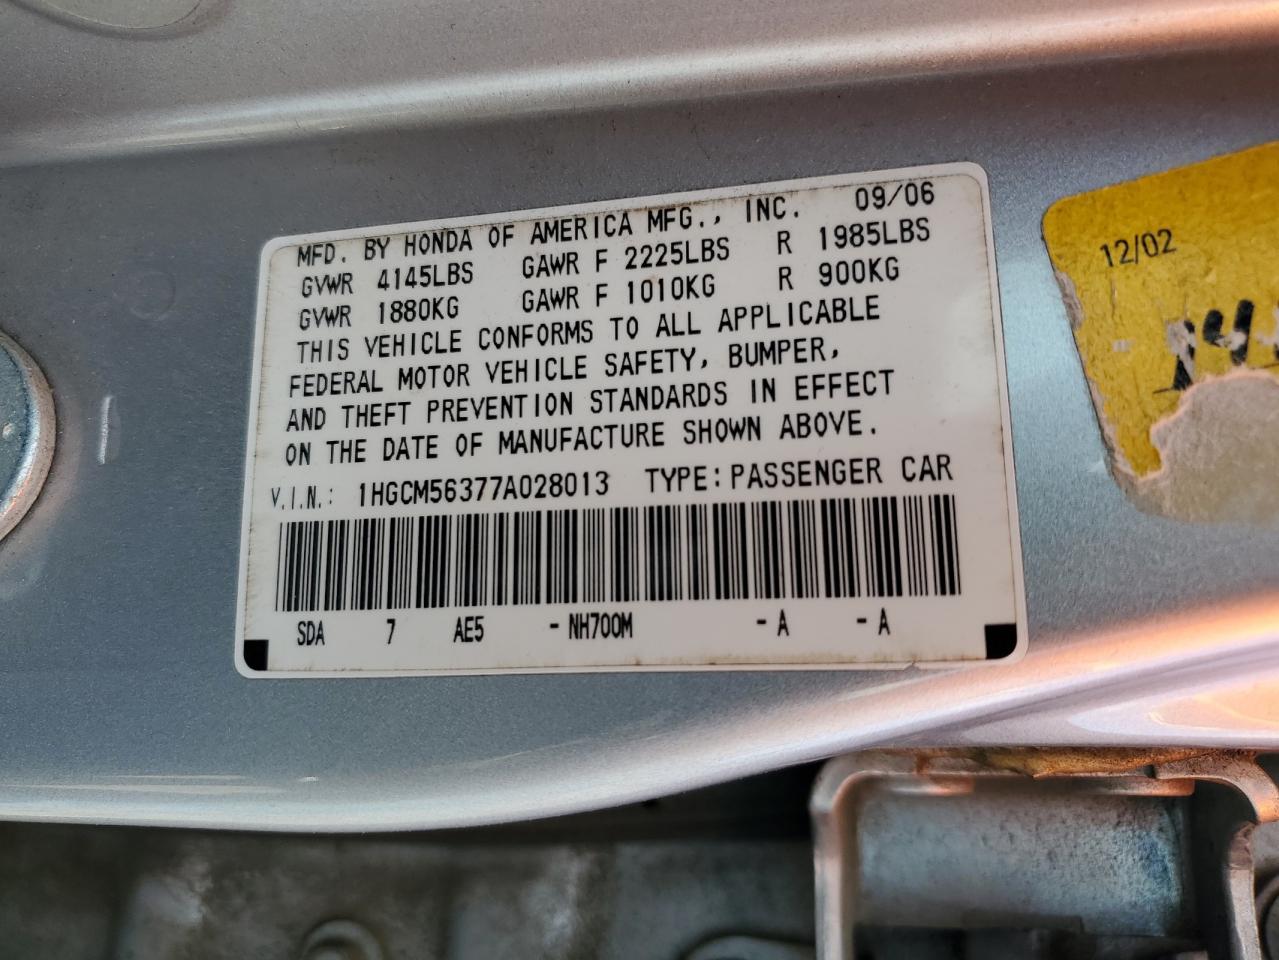 MFD. BY HONDA OF AMERICA MFG., INC. 09/06
GVWR 4145LBS GAWR F 2225LBS R 1985LBS
GVWR 1880KG GAWR F 1010KG R 900KG
THIS VEHICLE CONFORMS TO ALL APPLICABLE
FEDERAL MOTOR VEHICLE SAFETY, BUMPER,
AND THEFT PREVENTION STANDARDS IN EFFECT
ON THE DATE OF MANUFACTURE SHOWN ABOVE.
V.I.N.: 1HGCM56377A028013 TYPE: PASSENGER CAR
SDA 7 AE5 -NH700M -A -A
12/02